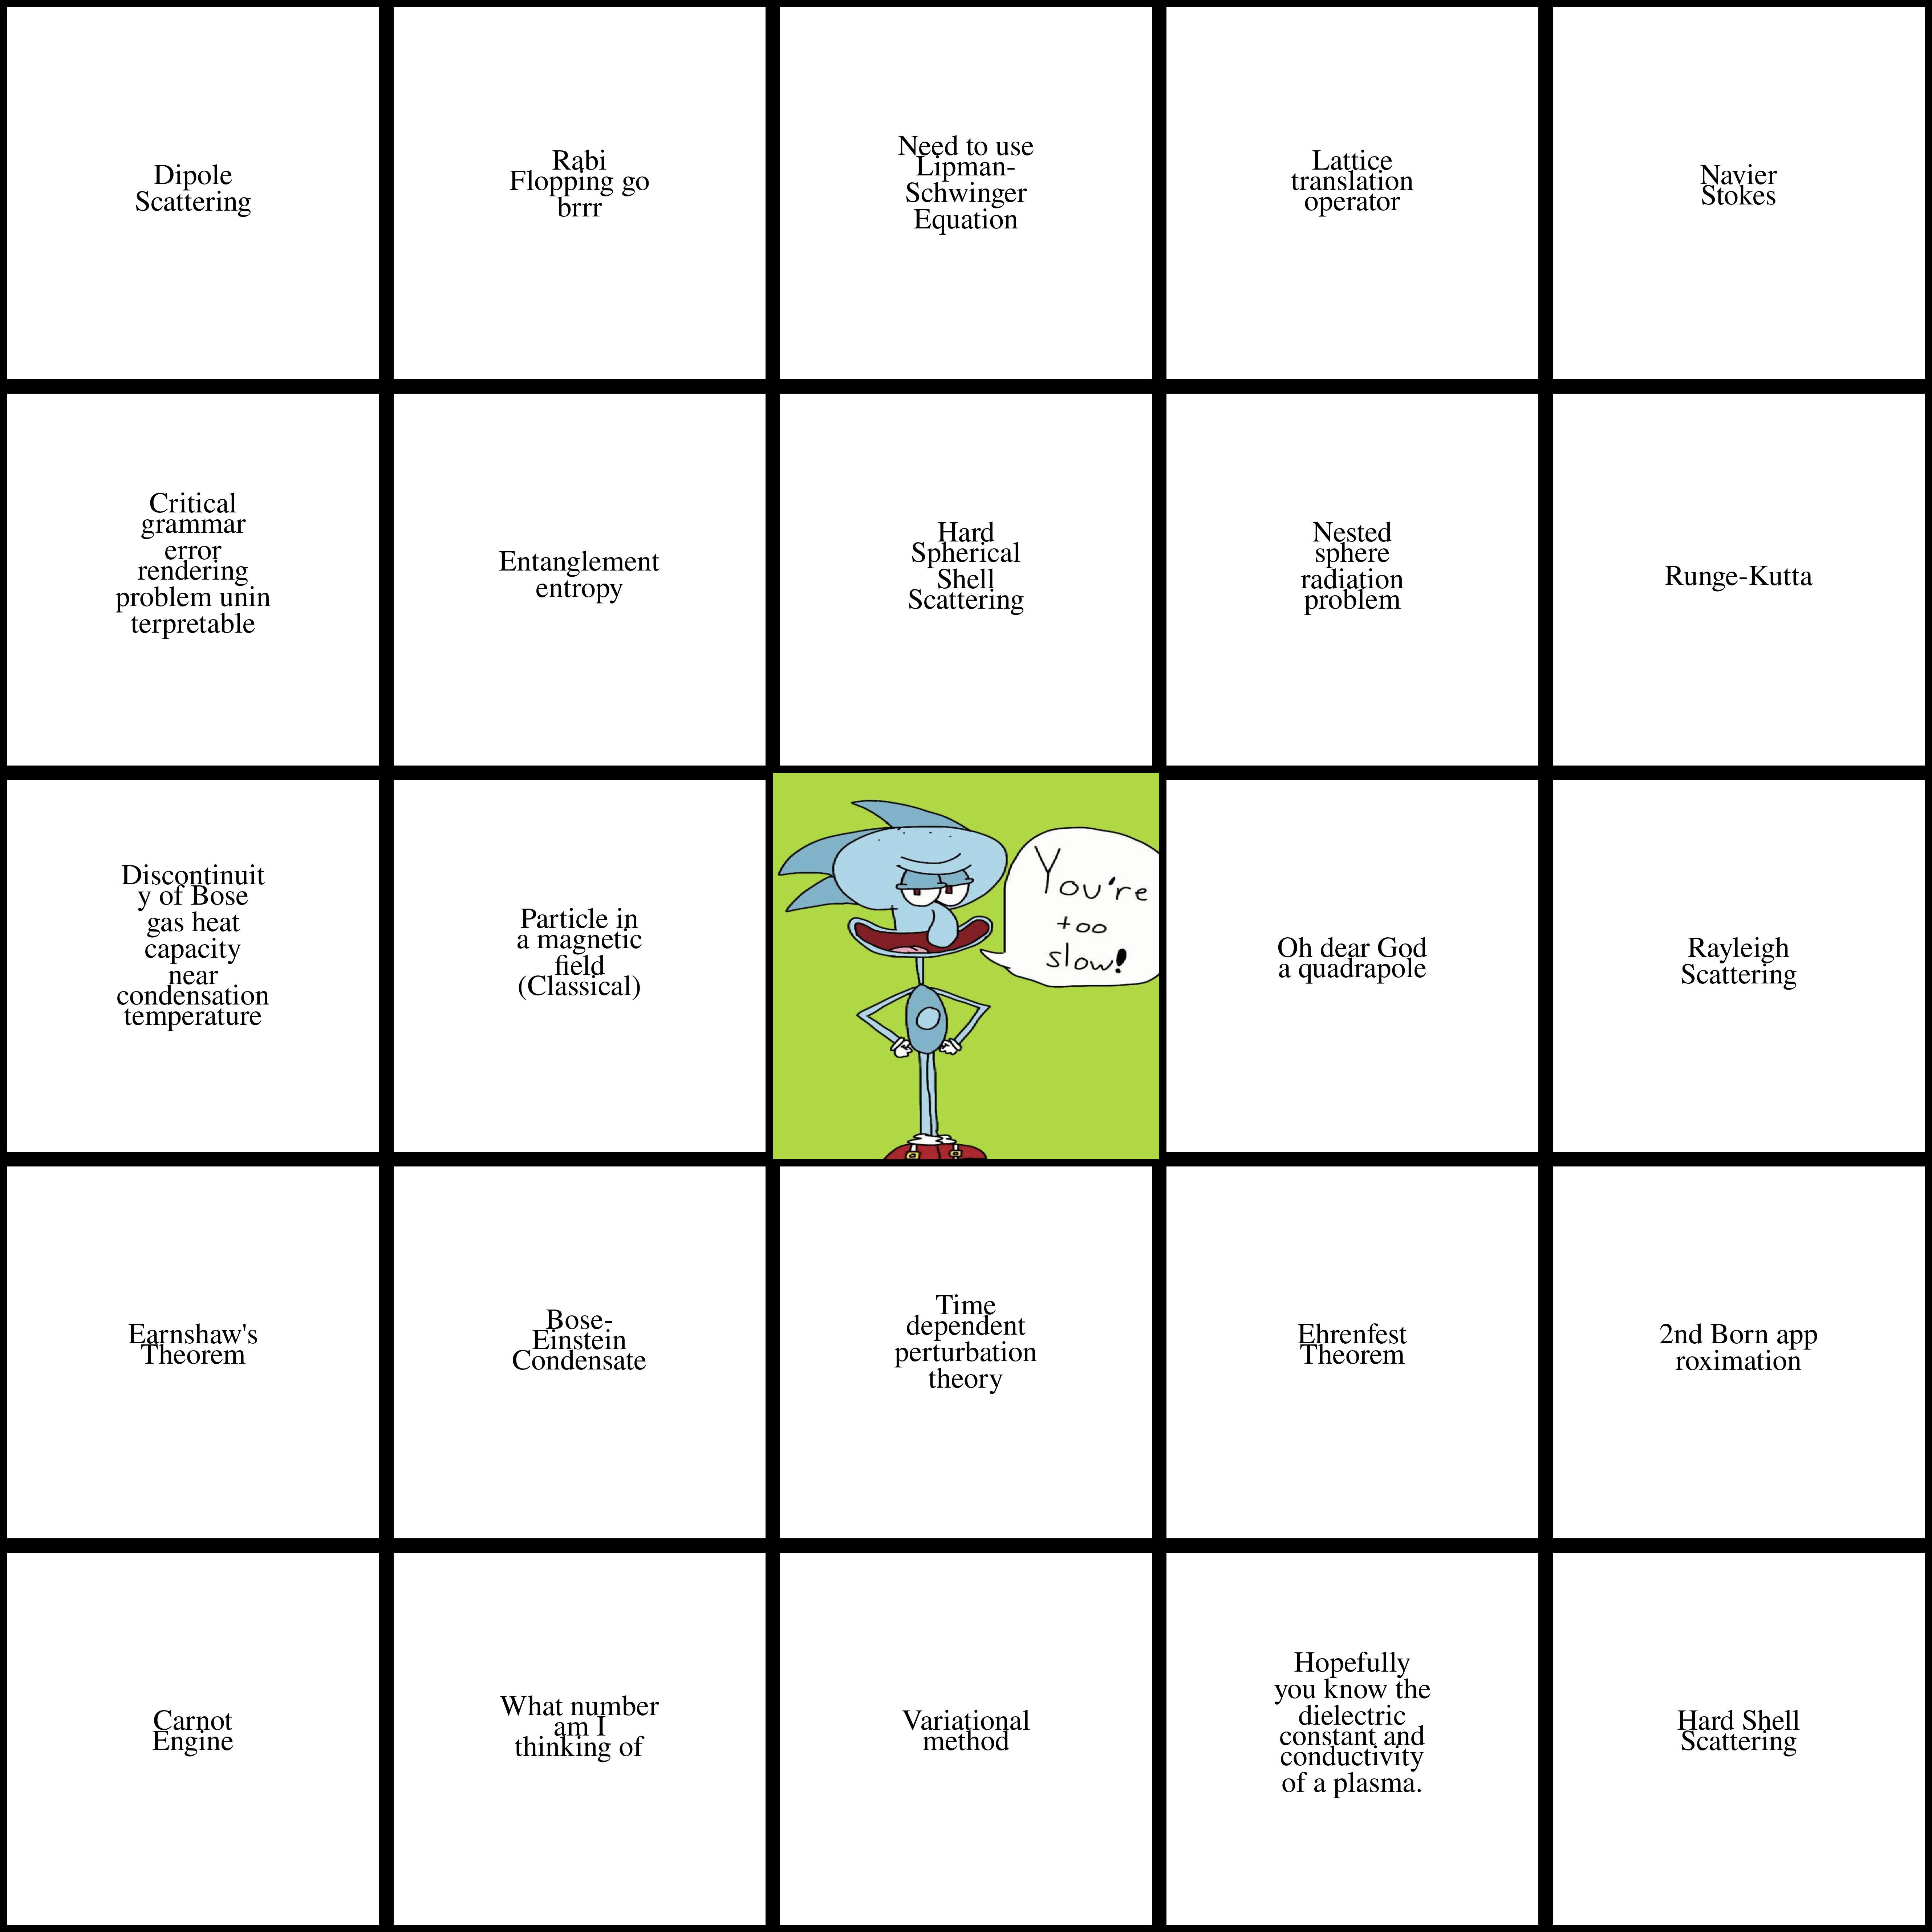 Dipole
Scattering
Rabi
Flopping go
brrr
Need to use
Lipman-
Schwinger
Equation
Lattice
translation
operator
Navier
Stokes
Critical
grammar
error
rendering
problem unin
terpretable
Entanglement
entropy
Hard
Spherical
Shell
Scattering
Nested
sphere
radiation
problem
Runge-Kutta
Discontinuit
y of Bose
gas heat
capacity
near
condensation
temperature
Particle in
a magnetic
field
(Classical)
You're
too
slow!
Oh dear God
a quadrapole
Rayleigh
Scattering
Earnshaw's
Theorem
Bose-
Einstein
Condensate
Time
dependent
perturbation
theory
Ehrenfest
Theorem
2nd Born app
roximation
Carnot
Engine
What number
am I
thinking of
Variational
method
Hopefully
you know the
dielectric
constant and
conductivity
of a plasma.
Hard Shell
Scattering